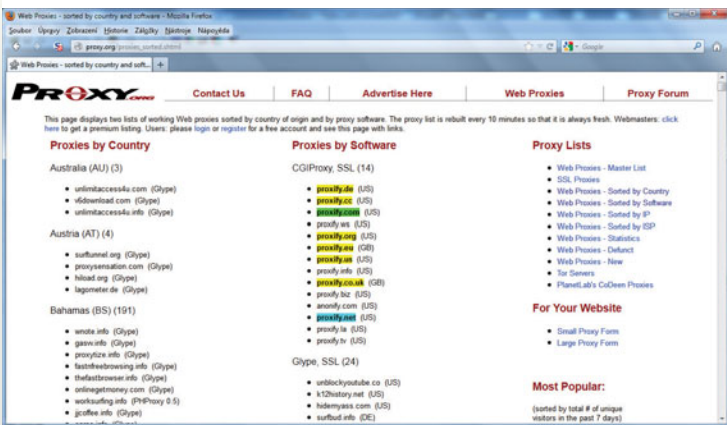 Web Proxies - sorted by country and software - Mozilla Firefox
Soubor Úpravy Zobrazení Historie Záložky Nástroje Nápověda
proxy.org/proxies_sorted.shtml
Google
Web Proxies - sorted by country and soft...
PROXY.ORG
Contact Us
FAQ
Advertise Here
Web Proxies
Proxy Forum
This page displays two lists of working Web proxies sorted by country of origin and by proxy software. The proxy list is rebuilt every 10 minutes so that it is always fresh. Webmasters: click
here to get a premium listing. Users: please login or register for a free account and see this page with links.
Proxies by Country
Australia (AU) (3)
unlimitaccess4u.com (Glype)
v6download.com (Glype)
unlimitaccess4u.info (Glype)
Austria (AT) (4)
surftunnel.org (Glype)
proxysensation.com (Glype)
hiload.org (Glype)
lagometer.de (Glype)
Bahamas (BS) (191)
wnote.info (Glype)
gasw.info (Glype)
proxytize.info (Glype)
fastnfreebrowsing.info (Glype)
thefastbrowser.info (Glype)
onlinegetmoney.com (Glype)
worksurfing.info (PHProxy 0.5)
jjcoffee.info (Glype)
Proxies by Software
CGIProxy, SSL (14)
proxify.de (US)
proxify.cc (US)
proxify.com (US)
proxify.ws (US)
proxify.org (US)
proxify.eu (GB)
proxify.us (US)
proxify.info (US)
proxify.co.uk (GB)
proxify.biz (US)
anonify.com (US)
proxify.net (US)
proxify.la (US)
proxify.tv (US)
Glype, SSL (24)
unblockyoutube.co (US)
k12history.net (US)
hidemyass.com (US)
surfbud.info (DE)
Proxy Lists
Web Proxies - Master List
SSL Proxies
Web Proxies - Sorted by Country
Web Proxies - Sorted by Software
Web Proxies - Sorted by IP
Web Proxies - Sorted by ISP
Web Proxies - Statistics
Web Proxies - Defunct
Web Proxies - New
Tor Servers
PlanetLab's CoDeen Proxies
For Your Website
Small Proxy Form
Large Proxy Form
Most Popular:
(sorted by total # of unique
visitors in the past 7 days)